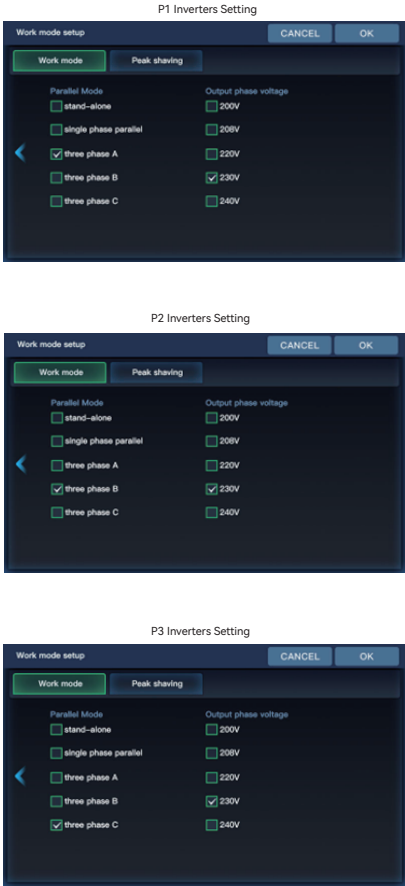 P1 Inverters Setting
Work mode setup CANCEL OK
Work mode Peak shaving
Parallel Mode Output phase voltage
stand-alone 200V
single phase parallel 208V
three phase A 220V
three phase B 230V
three phase C 240V
P2 Inverters Setting
Work mode setup CANCEL OK
Work mode Peak shaving
Parallel Mode Output phase voltage
stand-alone 200V
single phase parallel 208V
three phase A 220V
three phase B 230V
three phase C 240V
P3 Inverters Setting
Work mode setup CANCEL OK
Work mode Peak shaving
Parallel Mode Output phase voltage
stand-alone 200V
single phase parallel 208V
three phase A 220V
three phase B 230V
three phase C 240V